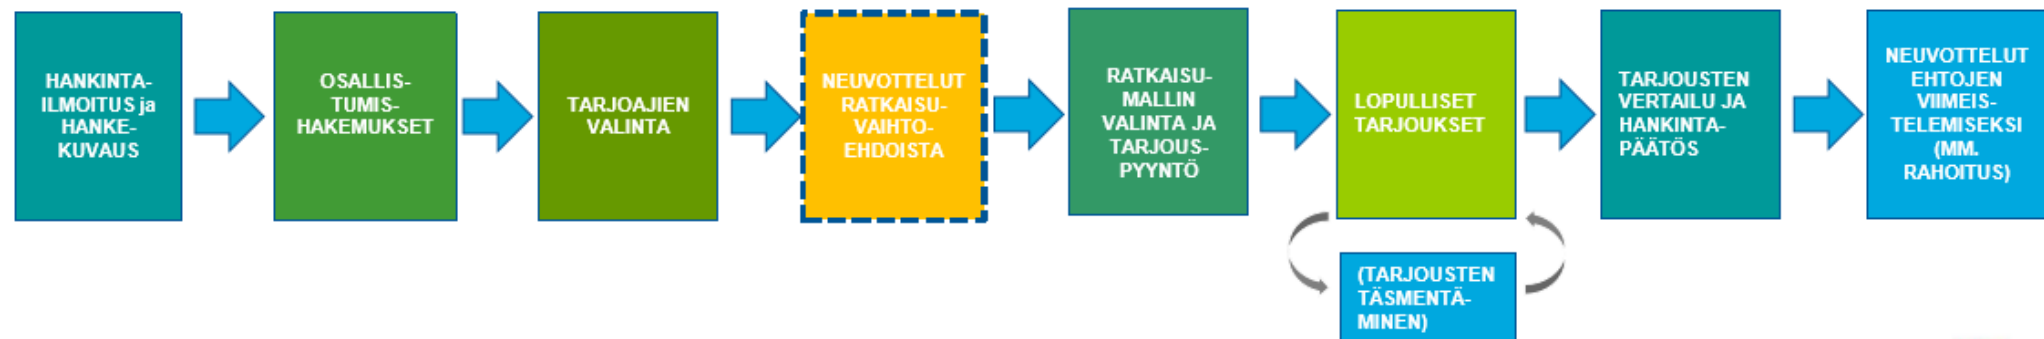 HANKINTA-
ILMOITUS ja
HANKE-
KUVAUS
OSALLIS-
TUMIS-
HAKEMUKSET
TARJOAJIEN
VALINTA
NEUVOTTELUT
RATKAISU-
VAIHTO-
EHDOISTA
RATKAISU-
MALLIN
VALINTA JA
TARJOUS-
PYYNTÖ
LOPULLISET
TARJOUKSET
(TARJOUSTEN
TÄSMENTÄ-
MINEN)
TARJOUSTEN
VERTAILU JA
HANKINTA-
PÄÄTÖS
NEUVOTTELUT
EHTOJEN
VIIMEIS-
TELEMISEKSI
(MM.
RAHOITUS)